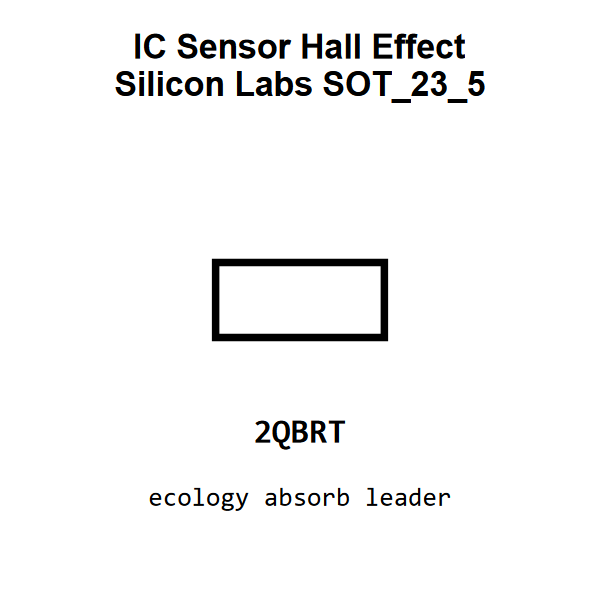 IC Sensor Hall Effect
Silicon Labs SOT_23_5
2QBRT
ecology absorb leader